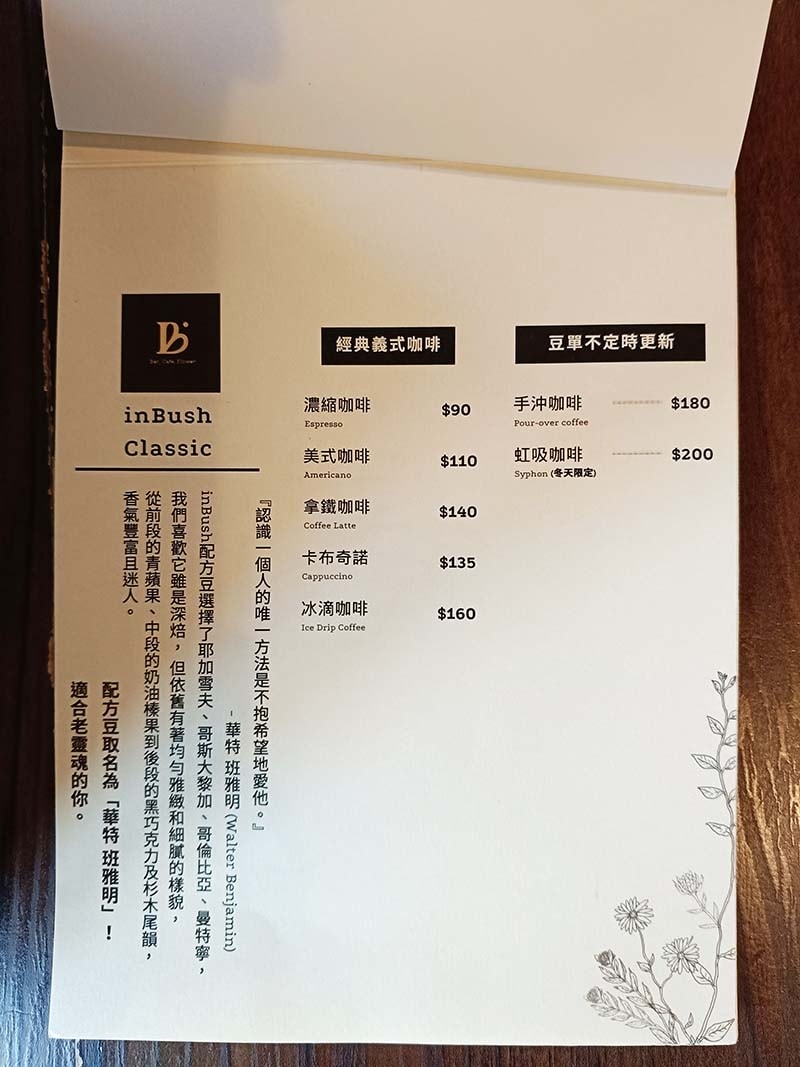 Bi
Bar. Cafe. Flower
inBush
Classic
『認識一個人的唯一方法是不抱希望地愛他。』
- 華特 班雅明 (Walter Benjamin)
inBush配方豆選擇了耶加雪夫、哥斯大黎加、哥倫比亞、曼特寧，
我們喜歡它雖是深焙，但依舊有著均勻雅緻和細膩的樣貌，
從前段的青蘋果、中段的奶油榛果到後段的黑巧克力及杉木尾韻，
香氣豐富且迷人。
配方豆取名為「華特 班雅明」！
適合老靈魂的你。
經典義式咖啡
濃縮咖啡 $90
Espresso
美式咖啡 $110
Americano
拿鐵咖啡 $140
Coffee Latte
卡布奇諾 $135
Cappuccino
冰滴咖啡 $160
Ice Drip Coffee
豆單不定時更新
手沖咖啡 $180
Pour-over coffee
虹吸咖啡 $200
Syphon (冬天限定)